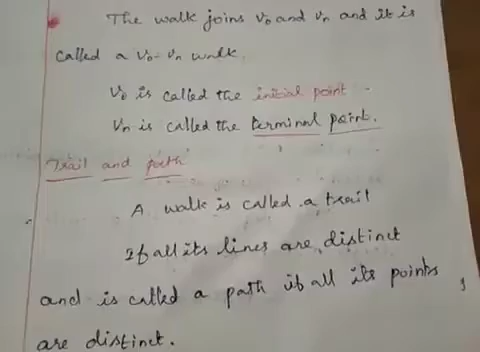 The walk joins v₀ and vₙ and it is
called a v₀-vₙ walk.
v₀ is called the initial point.
vₙ is called the terminal point.
Trail and path
A walk is called a trail
If all its lines are distinct
and is called a path if all its points
are distinct.